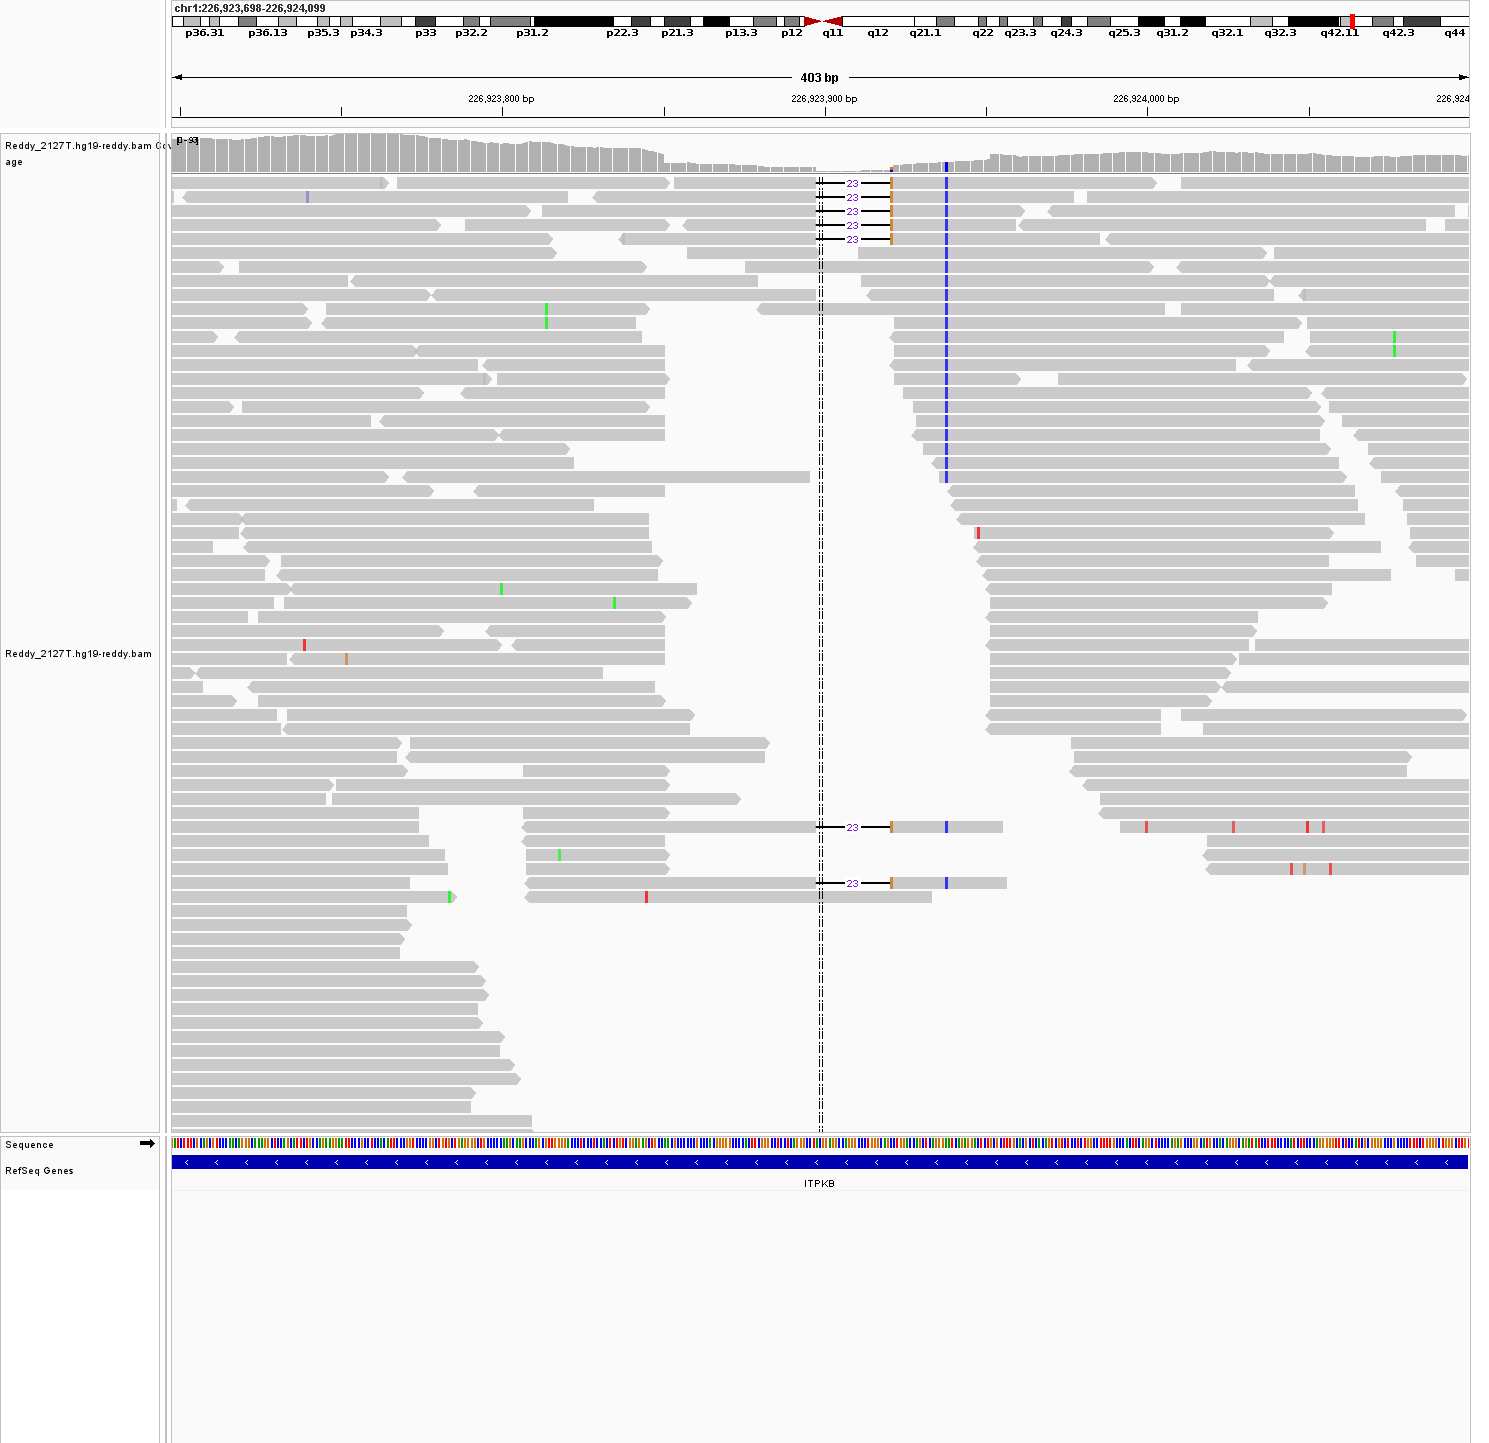 chr1:226,923,698-226,924,099
p36.31 p36.13 p35.3 p34.3 p33 p32.2 p31.2 p22.3 p21.3 p13.3 p12 q11 q12 q21.1 q22 q23.3 q24.3 q25.3 q31.2 q32.1 q32.3 q42.11 q42.3 q44
403 bp
226,923,800 bp 226,923,900 bp 226,924,000 bp 226,924
Reddy_2127T.hg19-reddy.bam Cov
age
23
23
23
23
23
Reddy_2127T.hg19-reddy.bam
23
23
Sequence
RefSeq Genes
ITPKB